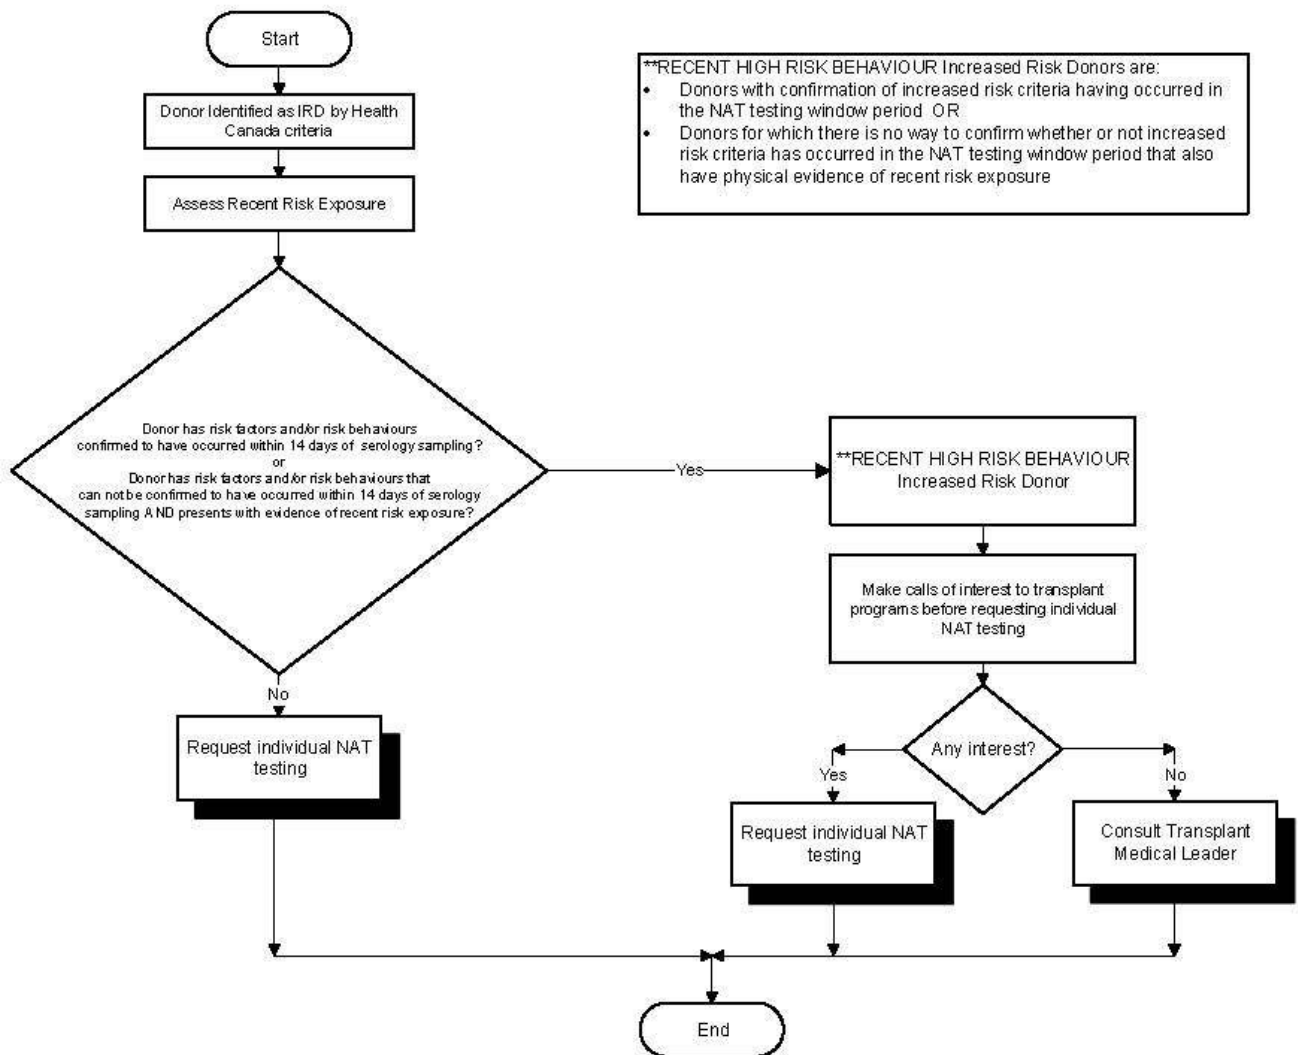 Start
**RECENT HIGH RISK BEHAVIOUR Increased Risk Donors are:
• Donors with confirmation of increased risk criteria having occurred in
the NAT testing window period OR
• Donors for which there is no way to confirm whether or not increased
risk criteria has occurred in the NAT testing window period that also
have physical evidence of recent risk exposure
Donor Identified as IRD by Health
Canada criteria
Assess Recent Risk Exposure
Donor has risk factors and/or risk behaviours
confirmed to have occurred within 14 days of serology sampling?
or
Donor has risk factors and/or risk behaviours that
can not be confirmed to have occurred within 14 days of serology
sampling AND presents with evidence of recent risk exposure?
Yes
**RECENT HIGH RISK BEHAVIOUR
Increased Risk Donor
Make calls of interest to transplant
programs before requesting individual
NAT testing
No
Request individual NAT
testing
Any interest?
Yes
No
Request individual NAT
testing
Consult Transplant
Medical Leader
End